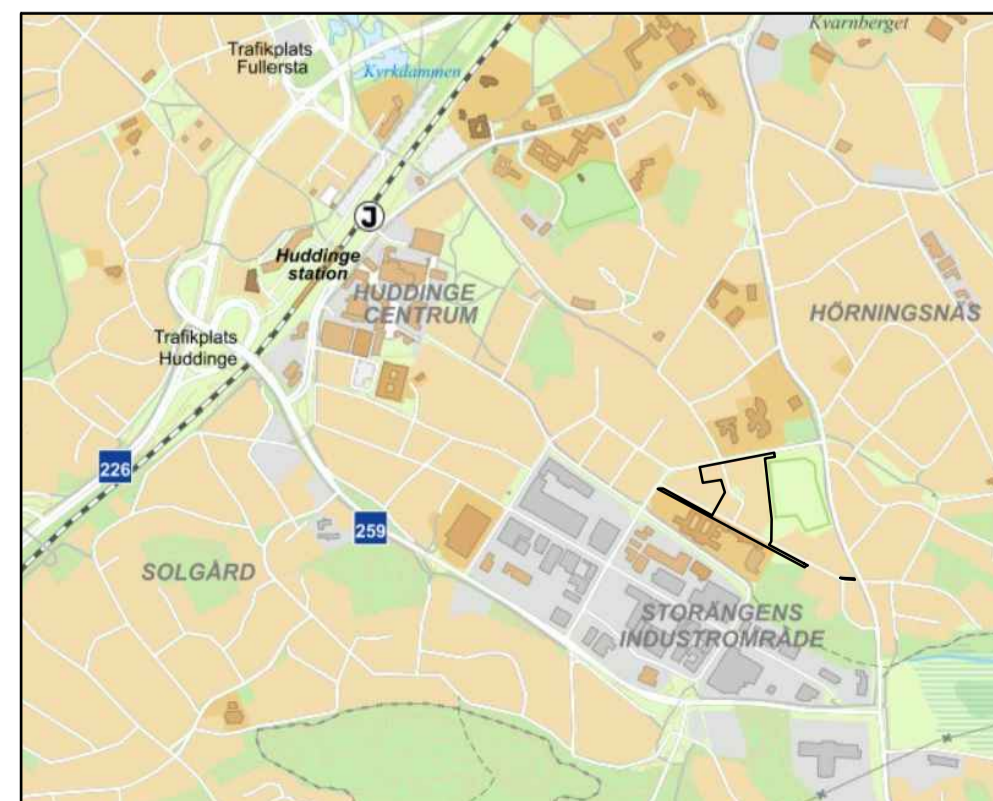 Kvarnberget
Trafikplats
Fullersta
Kyrkdammen
J
Huddinge
station
HUDDINGE
CENTRUM
HÖRNINGSNÄS
Trafikplats
Huddinge
226
259
SOLGÅRD
STORÄNGENS
INDUSTROMRÅDE